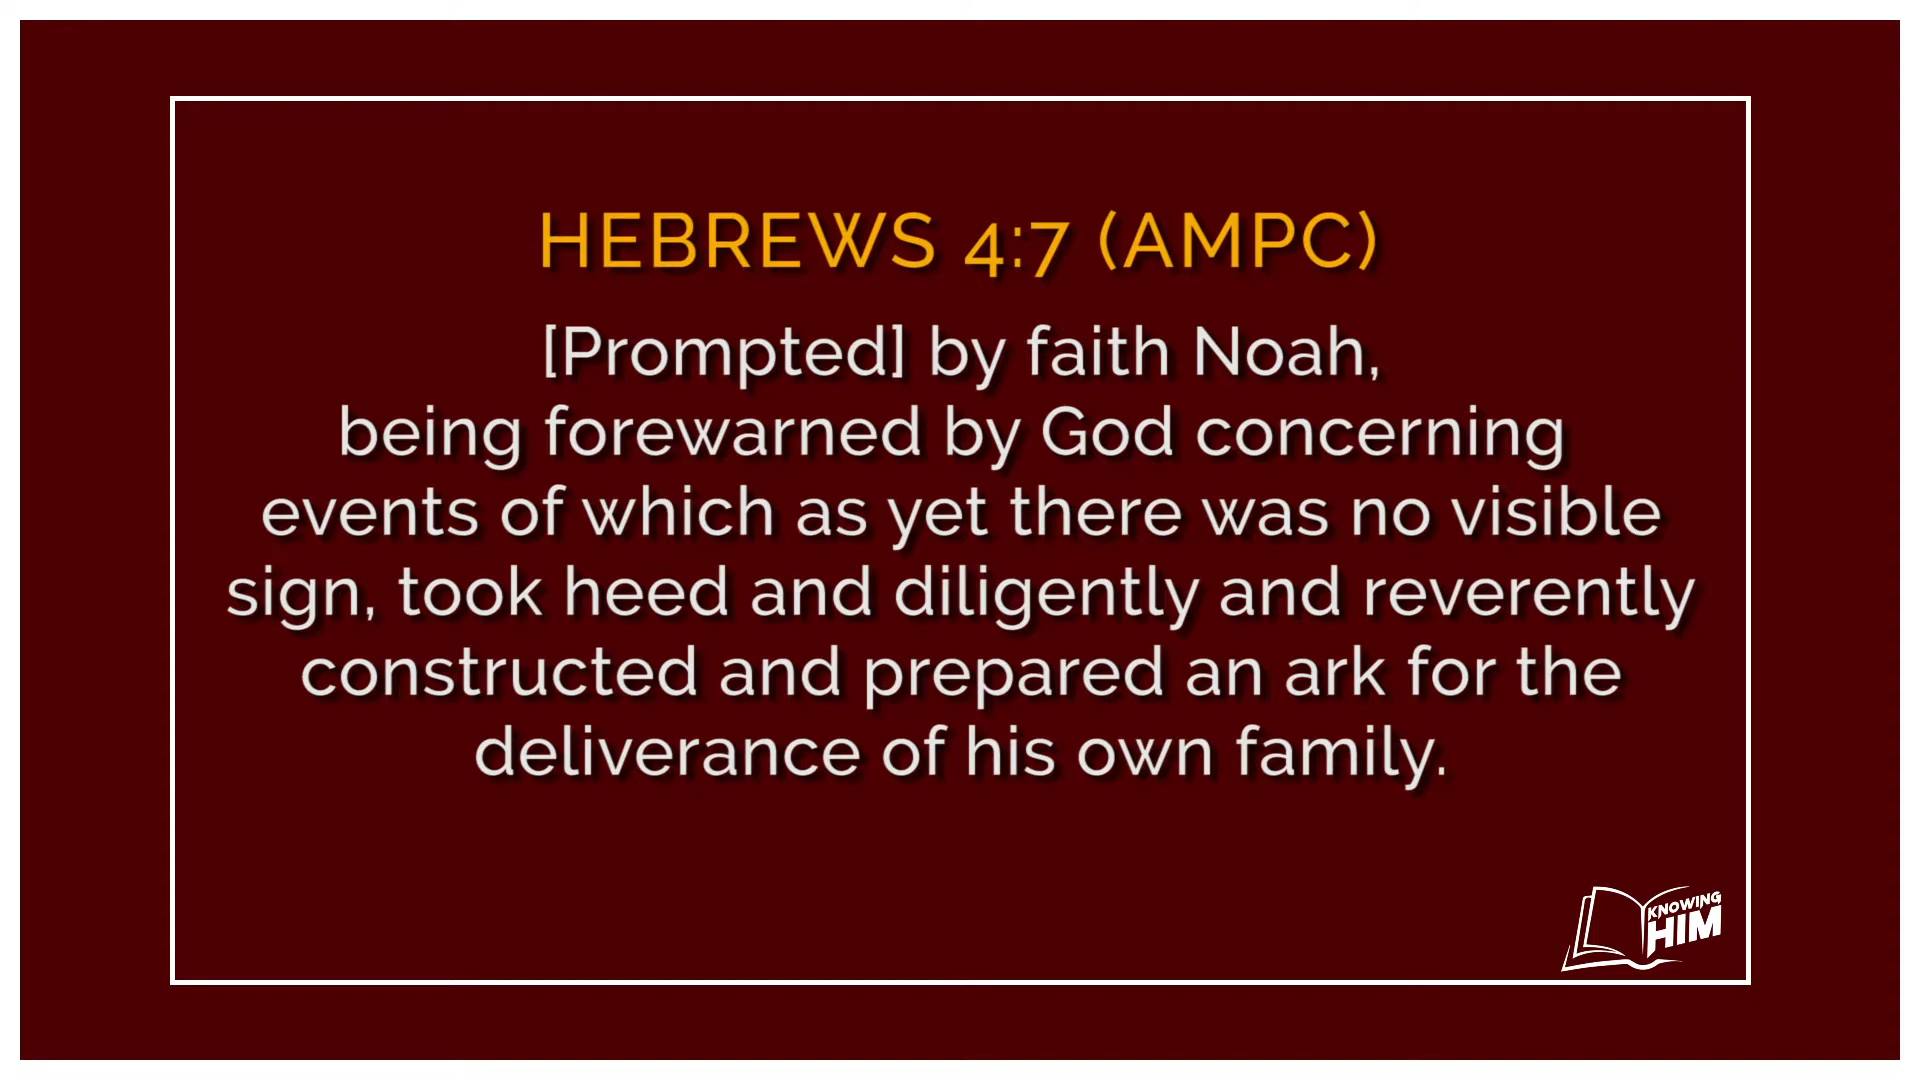 HEBREWS 4:7 (AMPC)
[Prompted] by faith Noah,
being forewarned by God concerning
events of which as yet there was no visible
sign, took heed and diligently and reverently
constructed and prepared an ark for the
deliverance of his own family.
KNOWING
HIM